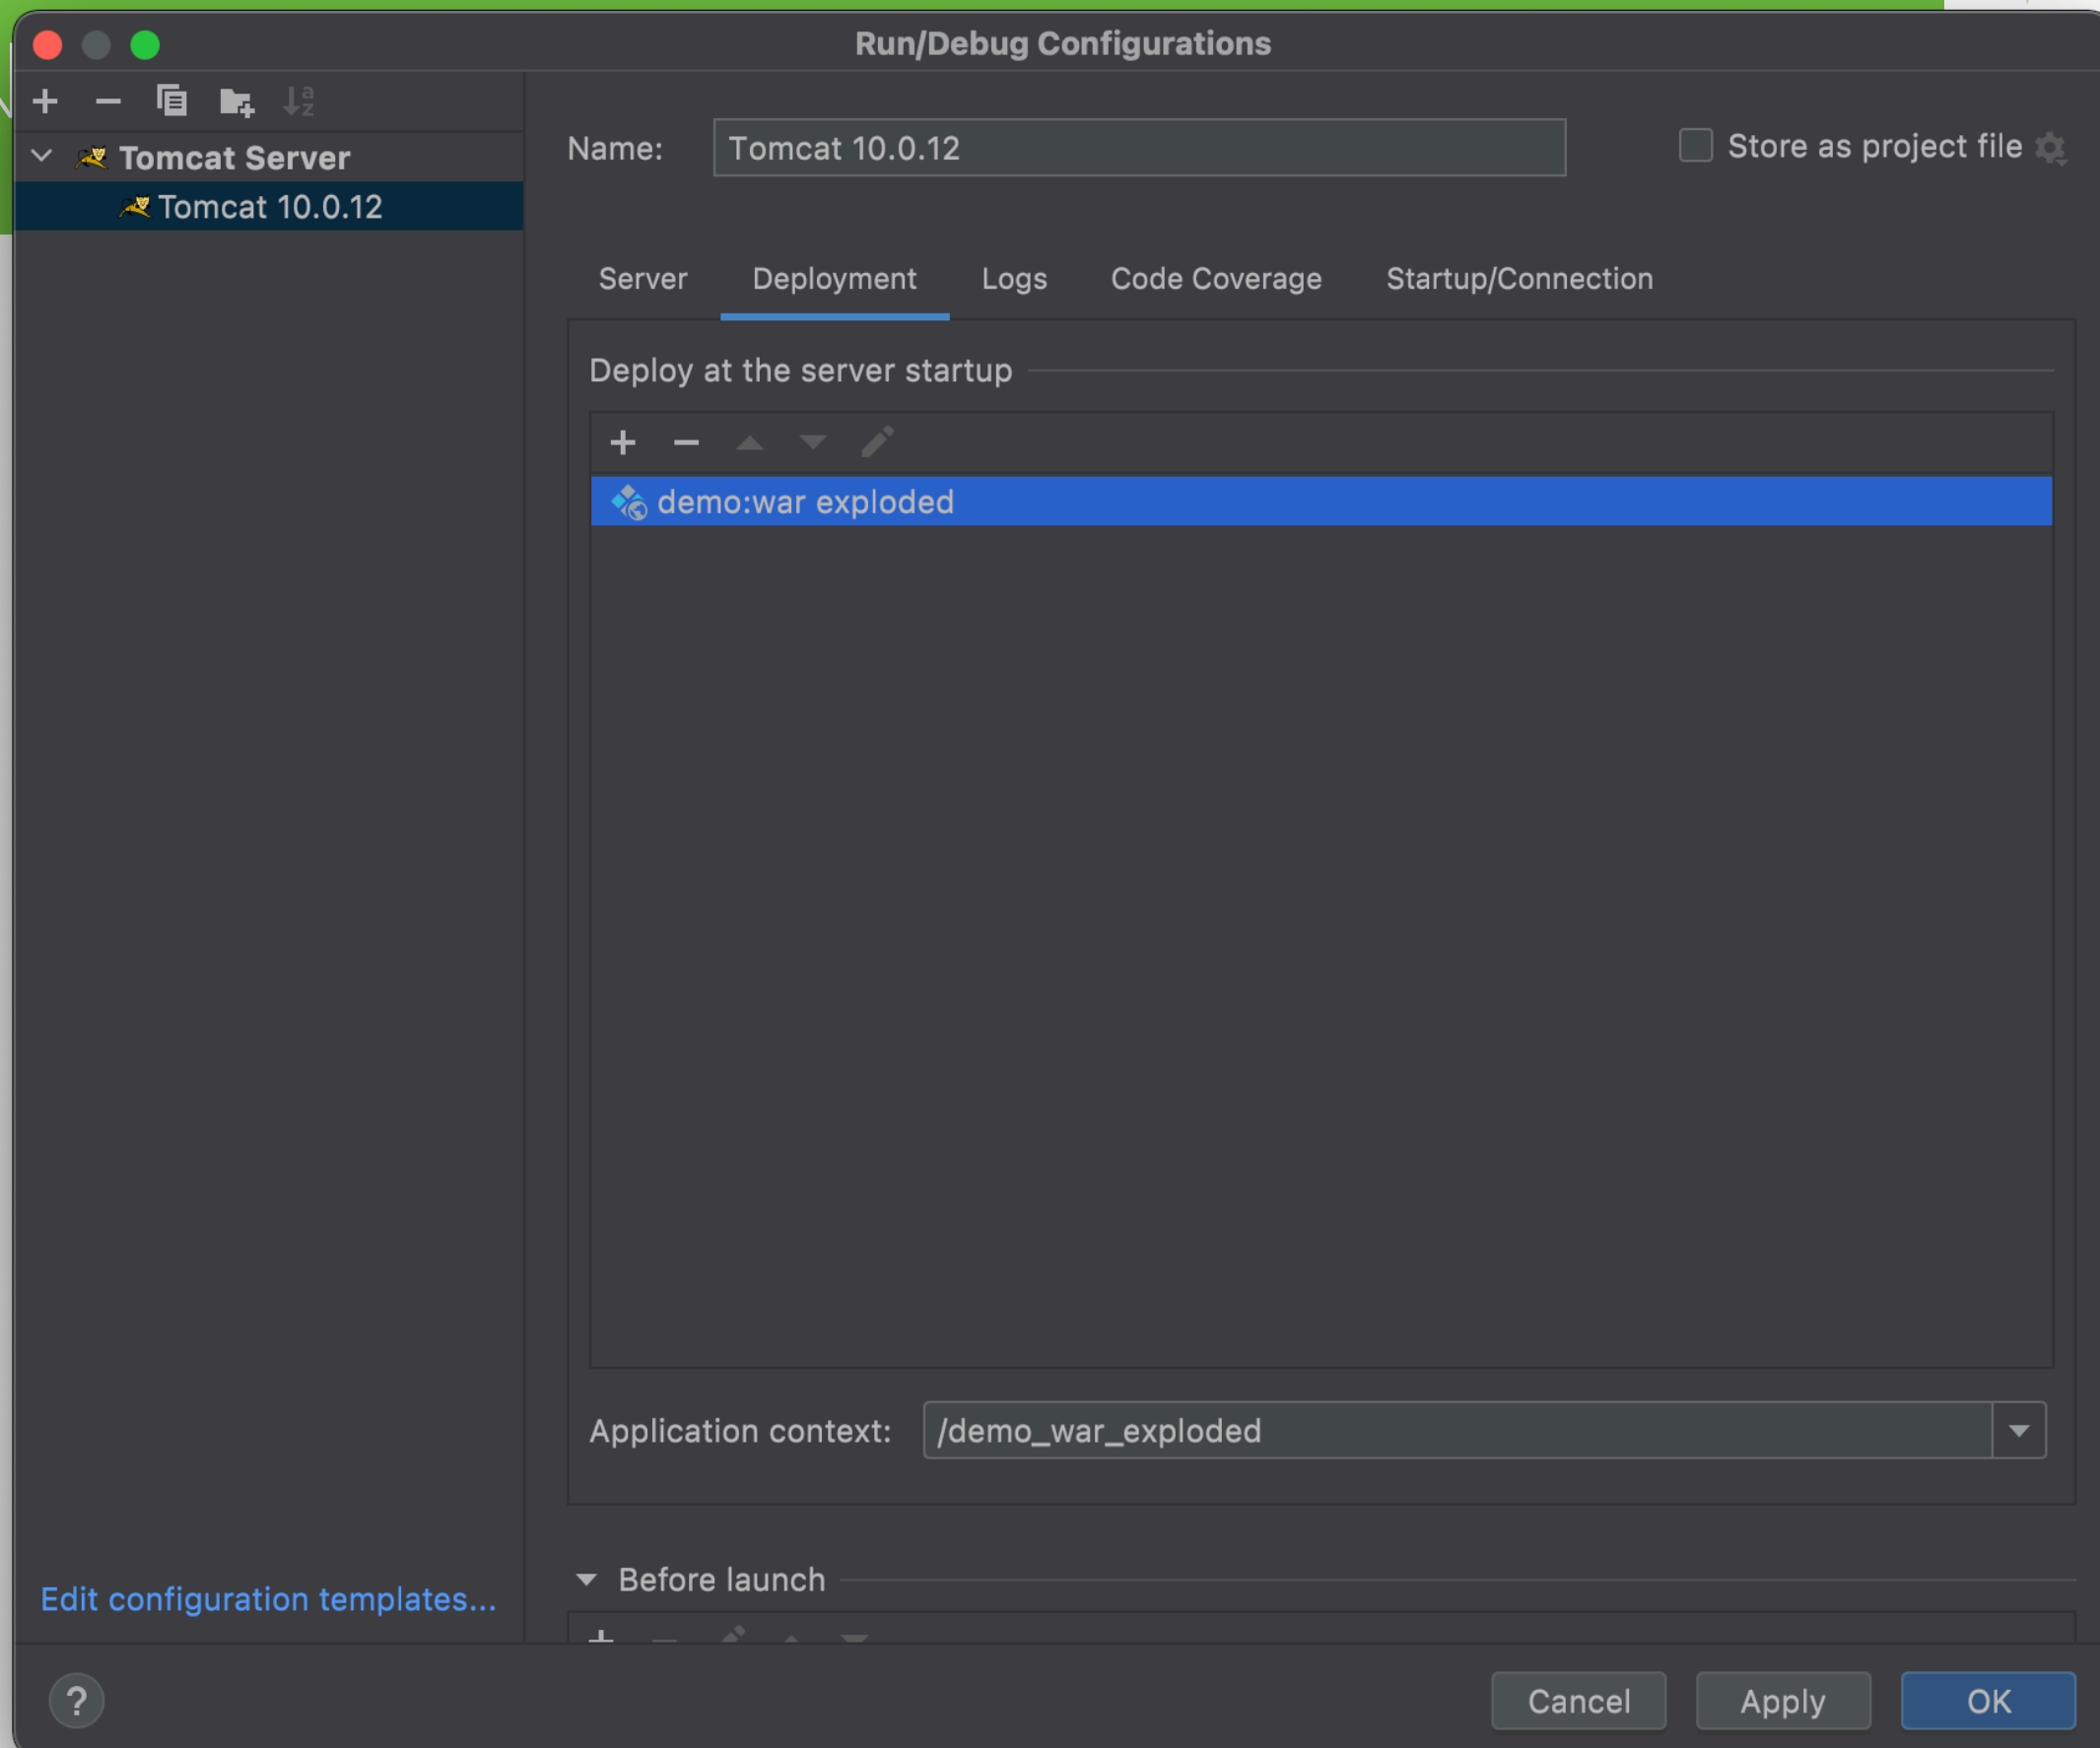 Run/Debug Configurations
Tomcat Server
Tomcat 10.0.12
Name: Tomcat 10.0.12 Store as project file
Server Deployment Logs Code Coverage Startup/Connection
Deploy at the server startup
demo:war exploded
Application context: /demo_war_exploded
Before launch
Edit configuration templates...
? Cancel Apply OK